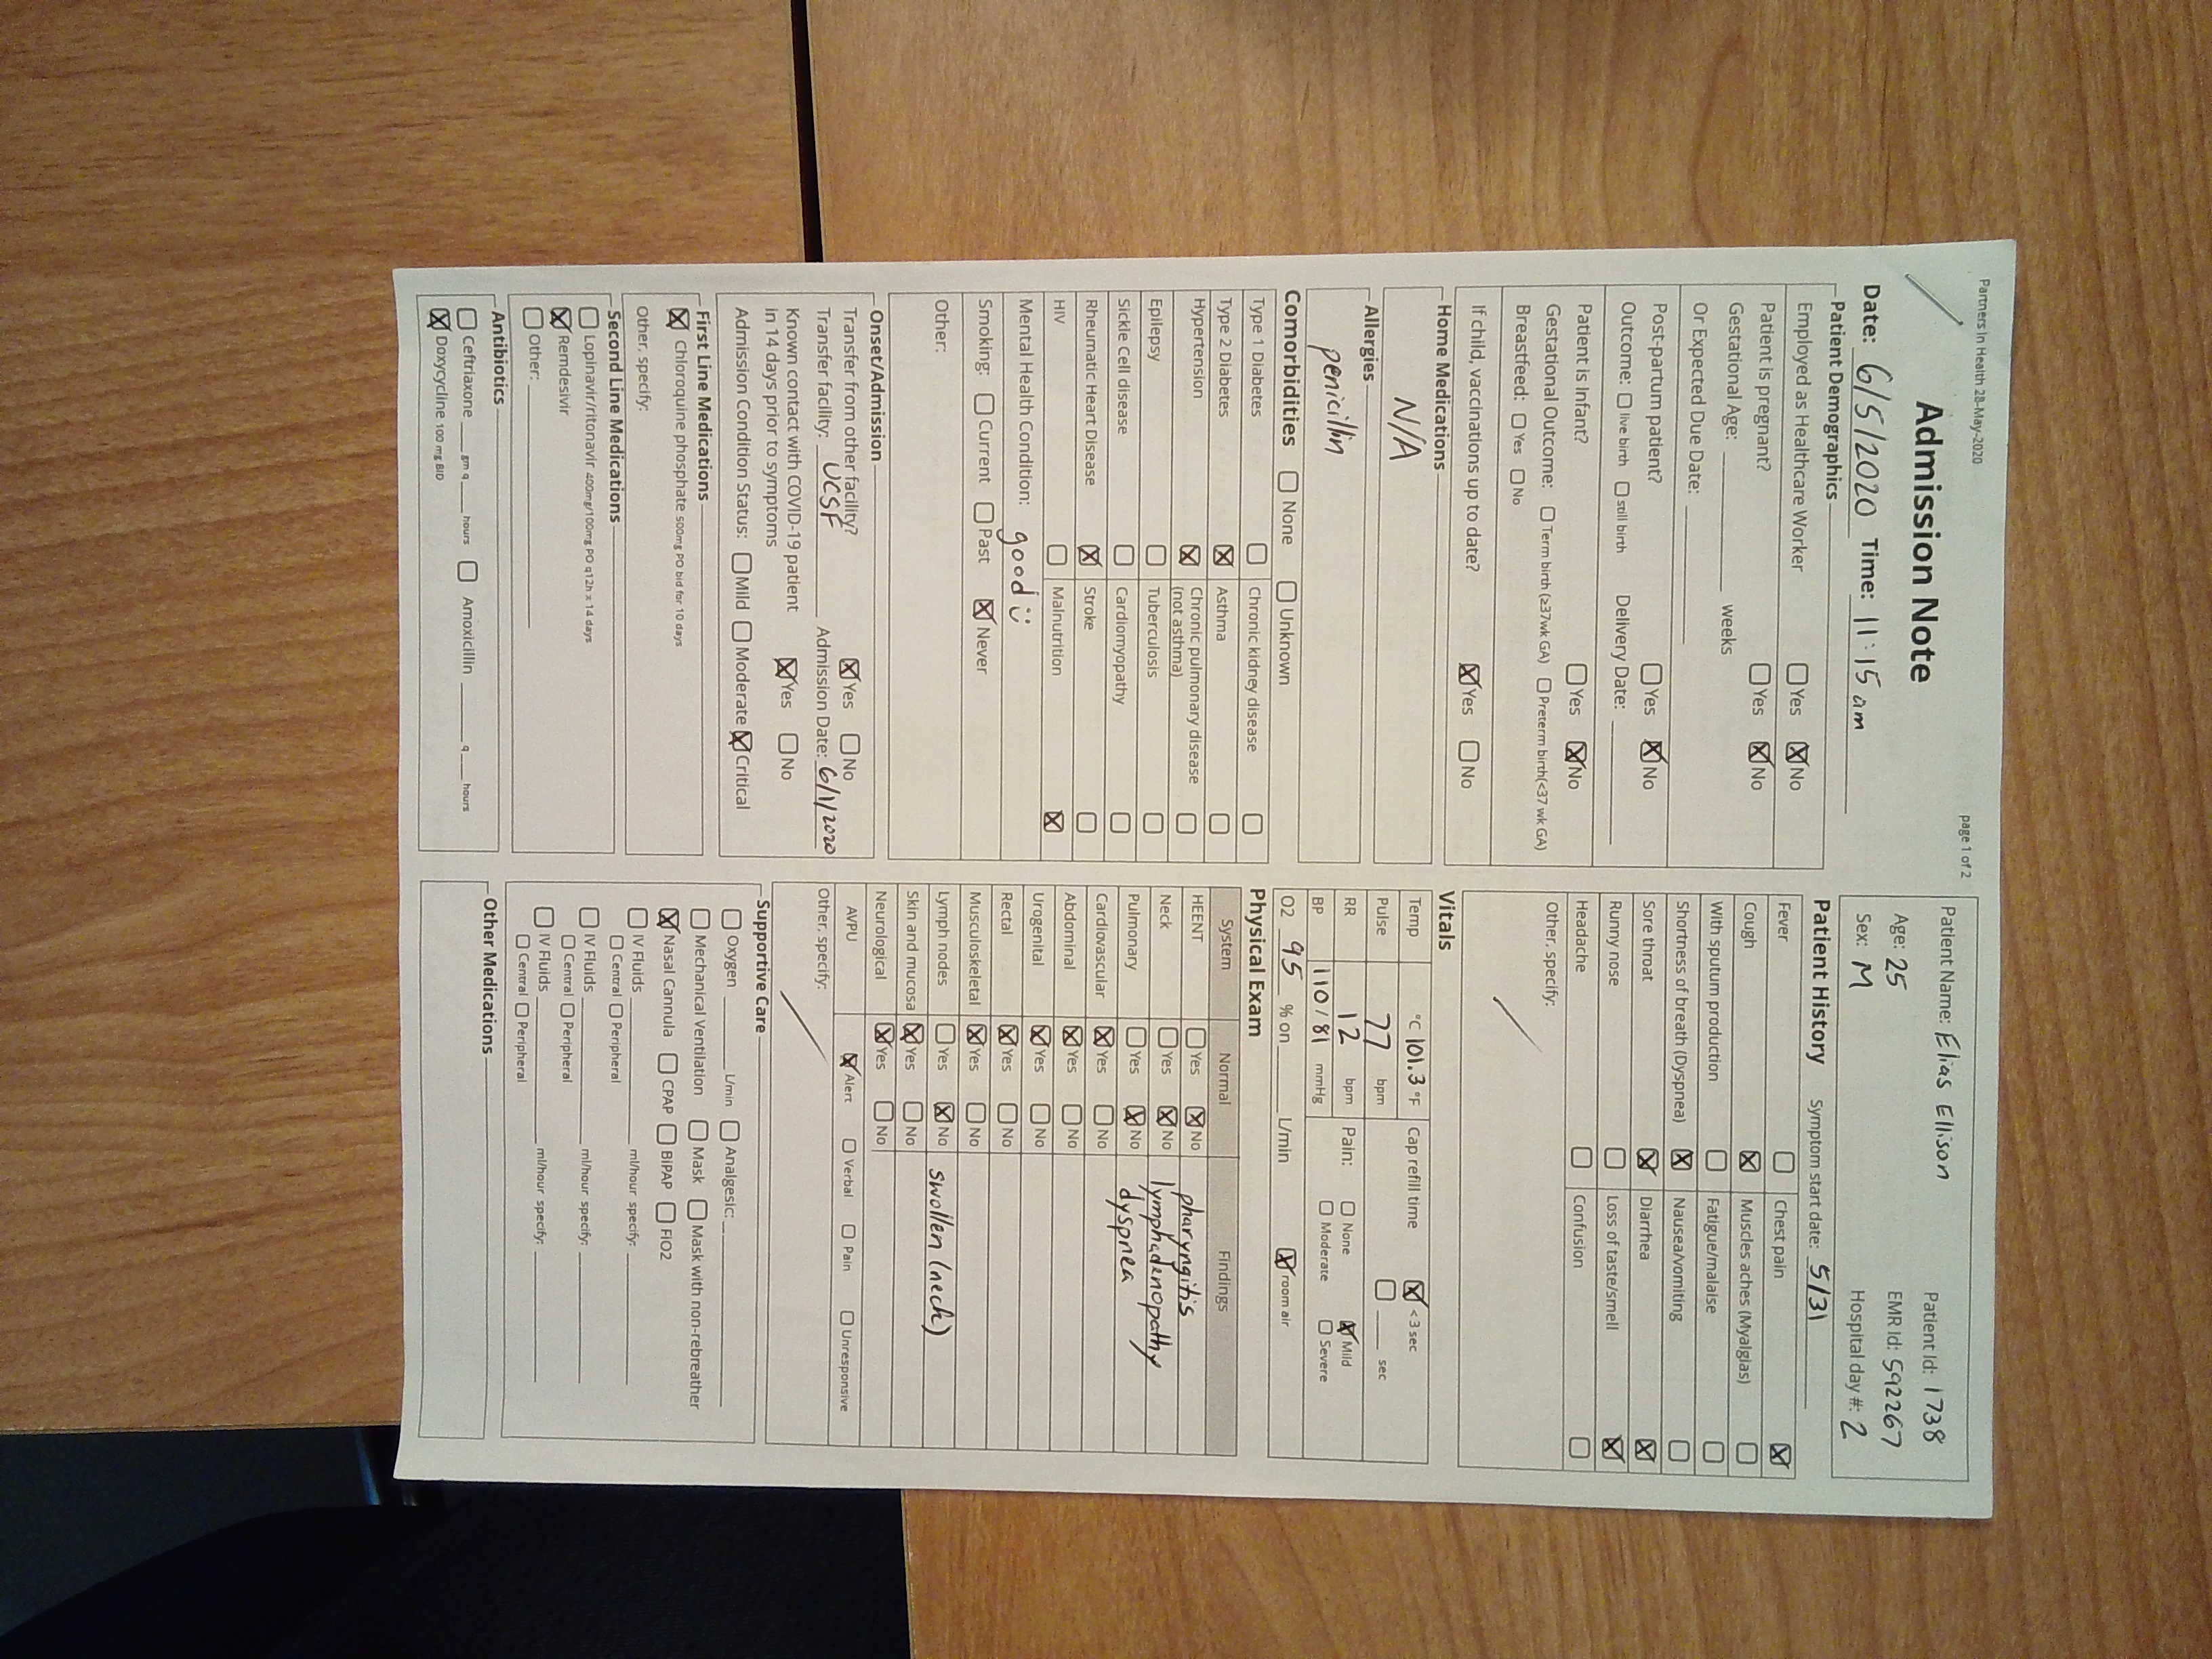 Partners In Health 28-May-2020
page 1 of 2
Admission Note
Date: 6/5/2020 Time: 11:15 am
Patient Name: Elias Ellison
Patient Id: 1738
Age: 25
EMR Id: 592267
Sex: M
Hospital day #: 2
Patient Demographics
Employed as Healthcare Worker ☐ Yes ☒ No
Patient is pregnant? ☐ Yes ☒ No
Gestational Age: ______ weeks
Or Expected Due Date: ______
Post-partum patient? ☐ Yes ☒ No
Outcome: ☐ live birth ☐ still birth Delivery Date: ______
Patient is Infant? ☐ Yes ☒ No
Gestational Outcome: ☐ Term birth (≥37wk GA) ☐ Preterm birth(<37 wk GA)
Breastfeed: ☐ Yes ☐ No
If child, vaccinations up to date? ☒ Yes ☐ No
Home Medications
N/A
Allergies
penicillin
Comorbidities ☐ None ☐ Unknown
Type 1 Diabetes ☐ Chronic kidney disease ☐
Type 2 Diabetes ☒ Asthma ☐
Hypertension ☒ Chronic pulmonary disease ☐
(not asthma)
Epilepsy ☐ Tuberculosis ☐
Sickle Cell disease ☐ Cardiomyopathy ☐
Rheumatic Heart Disease ☒ Stroke ☐
HIV ☐ Malnutrition ☒
Mental Health Condition: good :)
Smoking: ☐ Current ☐ Past ☒ Never
Other:
Onset/Admission
Transfer from other facility? ☒ Yes ☐ No
Transfer facility: UCSF Admission Date: 6/1/2020
Known contact with COVID-19 patient
in 14 days prior to symptoms ☒ Yes ☐ No
Admission Condition Status: ☐ Mild ☐ Moderate ☒ Critical
First Line Medications
☒ Chloroquine phosphate 500mg PO bid for 10 days
Other, specify:
Second Line Medications
☐ Lopinavir/ritonavir 400mg/100mg PO q12h x 14 days
☒ Remdesivir
☐ Other: ______
Antibiotics
☐ Ceftriaxone ____ gm q ____ hours ☐ Amoxicillin ______ q ____ hours
☒ Doxycycline 100 mg BID
Patient History Symptom start date: 5/31
Fever ☐ Chest pain ☒
Cough ☒ Muscles aches (Myalgias) ☐
With sputum production ☐ Fatigue/malaise ☐
Shortness of breath (Dyspnea) ☒ Nausea/vomiting ☐
Sore throat ☒ Diarrhea ☒
Runny nose ☐ Loss of taste/smell ☒
Headache ☐ Confusion ☐
Other, specify:
Vitals
Temp °C 101.3 °F Cap refill time ☒ < 3 sec
Pulse 77 bpm ☐ ____ sec
RR 12 bpm Pain: ☐ None ☒ Mild
BP 110 / 81 mmHg ☐ Moderate ☐ Severe
O2 95 % on ____ L/min ☒ room air
Physical Exam
System Normal Findings
HEENT ☐ Yes ☒ No pharyngitis
Neck ☐ Yes ☒ No lymphadenopathy
Pulmonary ☐ Yes ☒ No dyspnea
Cardiovascular ☒ Yes ☐ No
Abdominal ☒ Yes ☐ No
Urogenital ☒ Yes ☐ No
Rectal ☒ Yes ☐ No
Musculoskeletal ☒ Yes ☐ No
Lymph nodes ☐ Yes ☒ No swollen (neck)
Skin and mucosa ☒ Yes ☐ No
Neurological ☒ Yes ☐ No
AVPU ☒ Alert ☐ Verbal ☐ Pain ☐ Unresponsive
Other, specify:
Supportive Care
☐ Oxygen ______ L/min ☐ Analgesic: ______
☐ Mechanical Ventilation ☐ Mask ☐ Mask with non-rebreather
☒ Nasal Cannula ☐ CPAP ☐ BIPAP ☐ FIO2
☐ IV Fluids ______ ml/hour specify: ______
☐ Central ☐ Peripheral
☐ IV Fluids ______ ml/hour specify: ______
☐ Central ☐ Peripheral
☐ IV Fluids ______ ml/hour specify: ______
☐ Central ☐ Peripheral
Other Medications